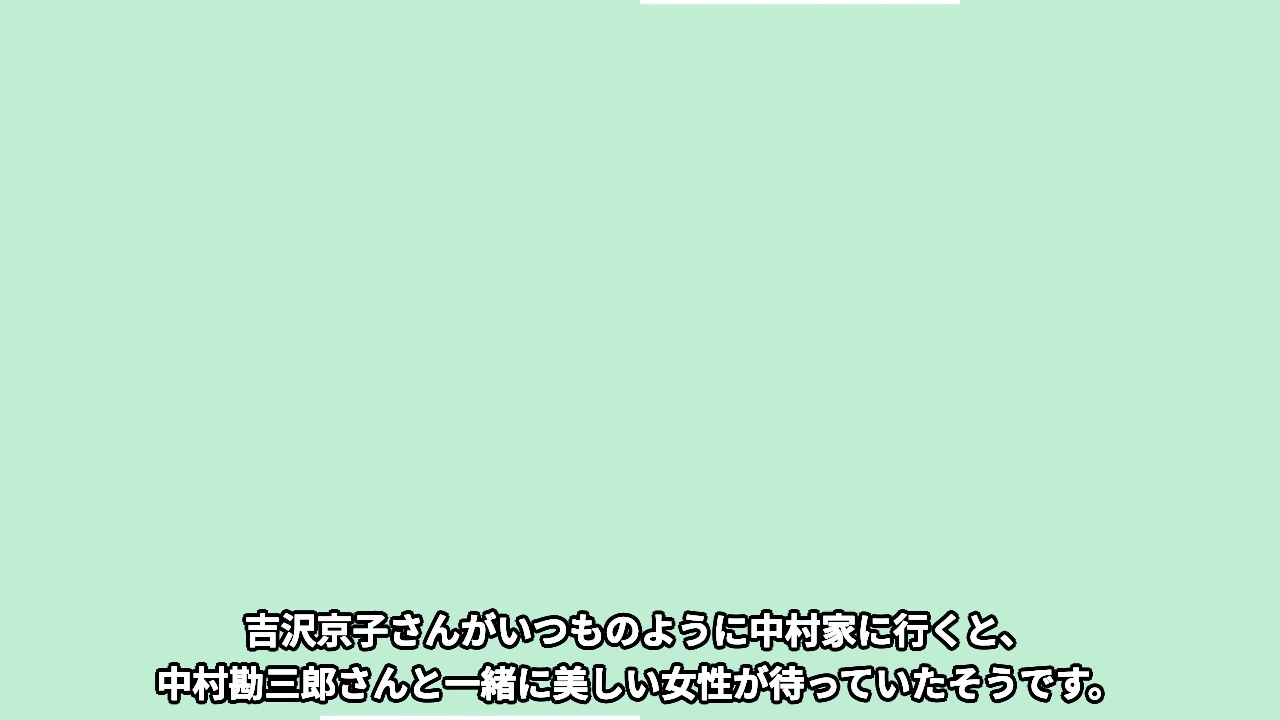 吉沢京子さんがいつものように中村家に行くと、
中村勘三郎さんと一緒に美しい女性が待っていたそうです。